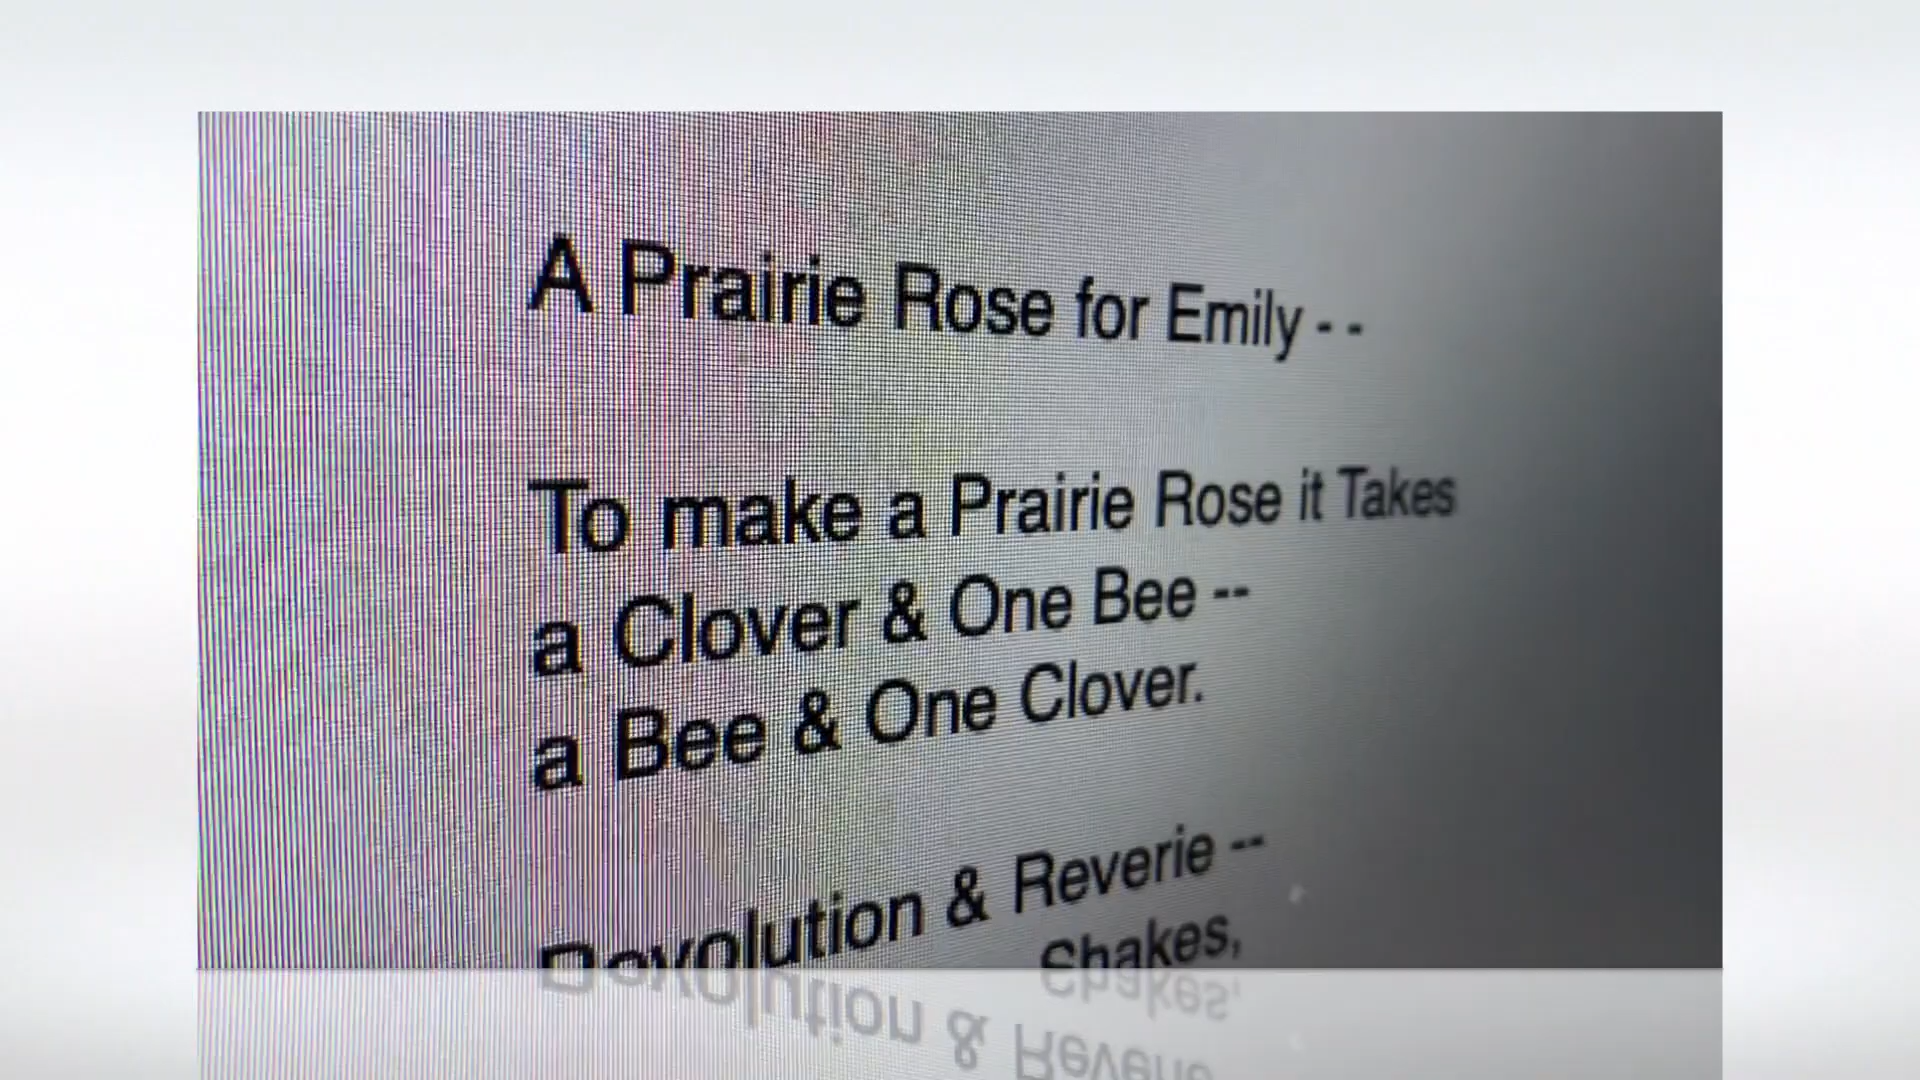 A Prairie Rose for Emily - -
To make a Prairie Rose it Takes
a Clover & One Bee --
a Bee & One Clover.
Revolution & Reverie --
Shakes,